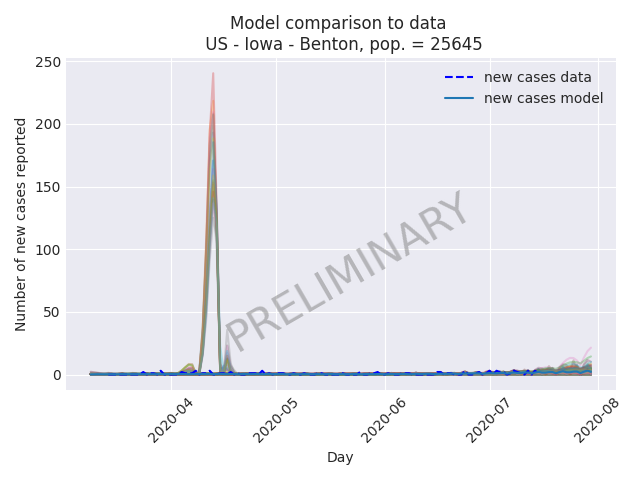 Model comparison to data
US - Iowa - Benton, pop. = 25645
new cases data
new cases model
Number of new cases reported
250
200
150
100
50
0
PRELIMINARY
2020-04
2020-05
2020-06
2020-07
2020-08
Day